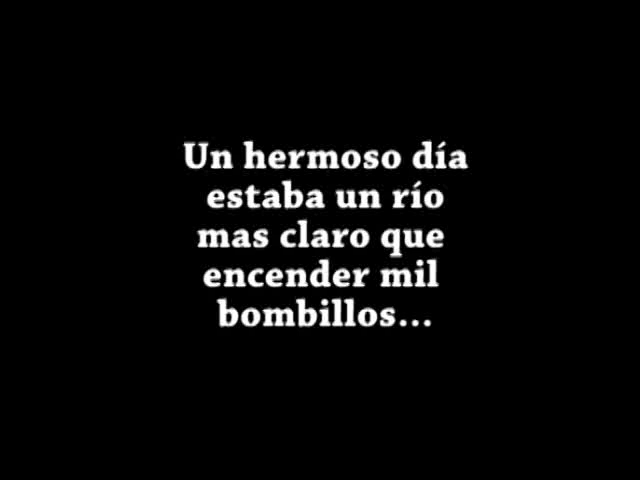 Un hermoso día
estaba un río
mas claro que
encender mil
bombillos...